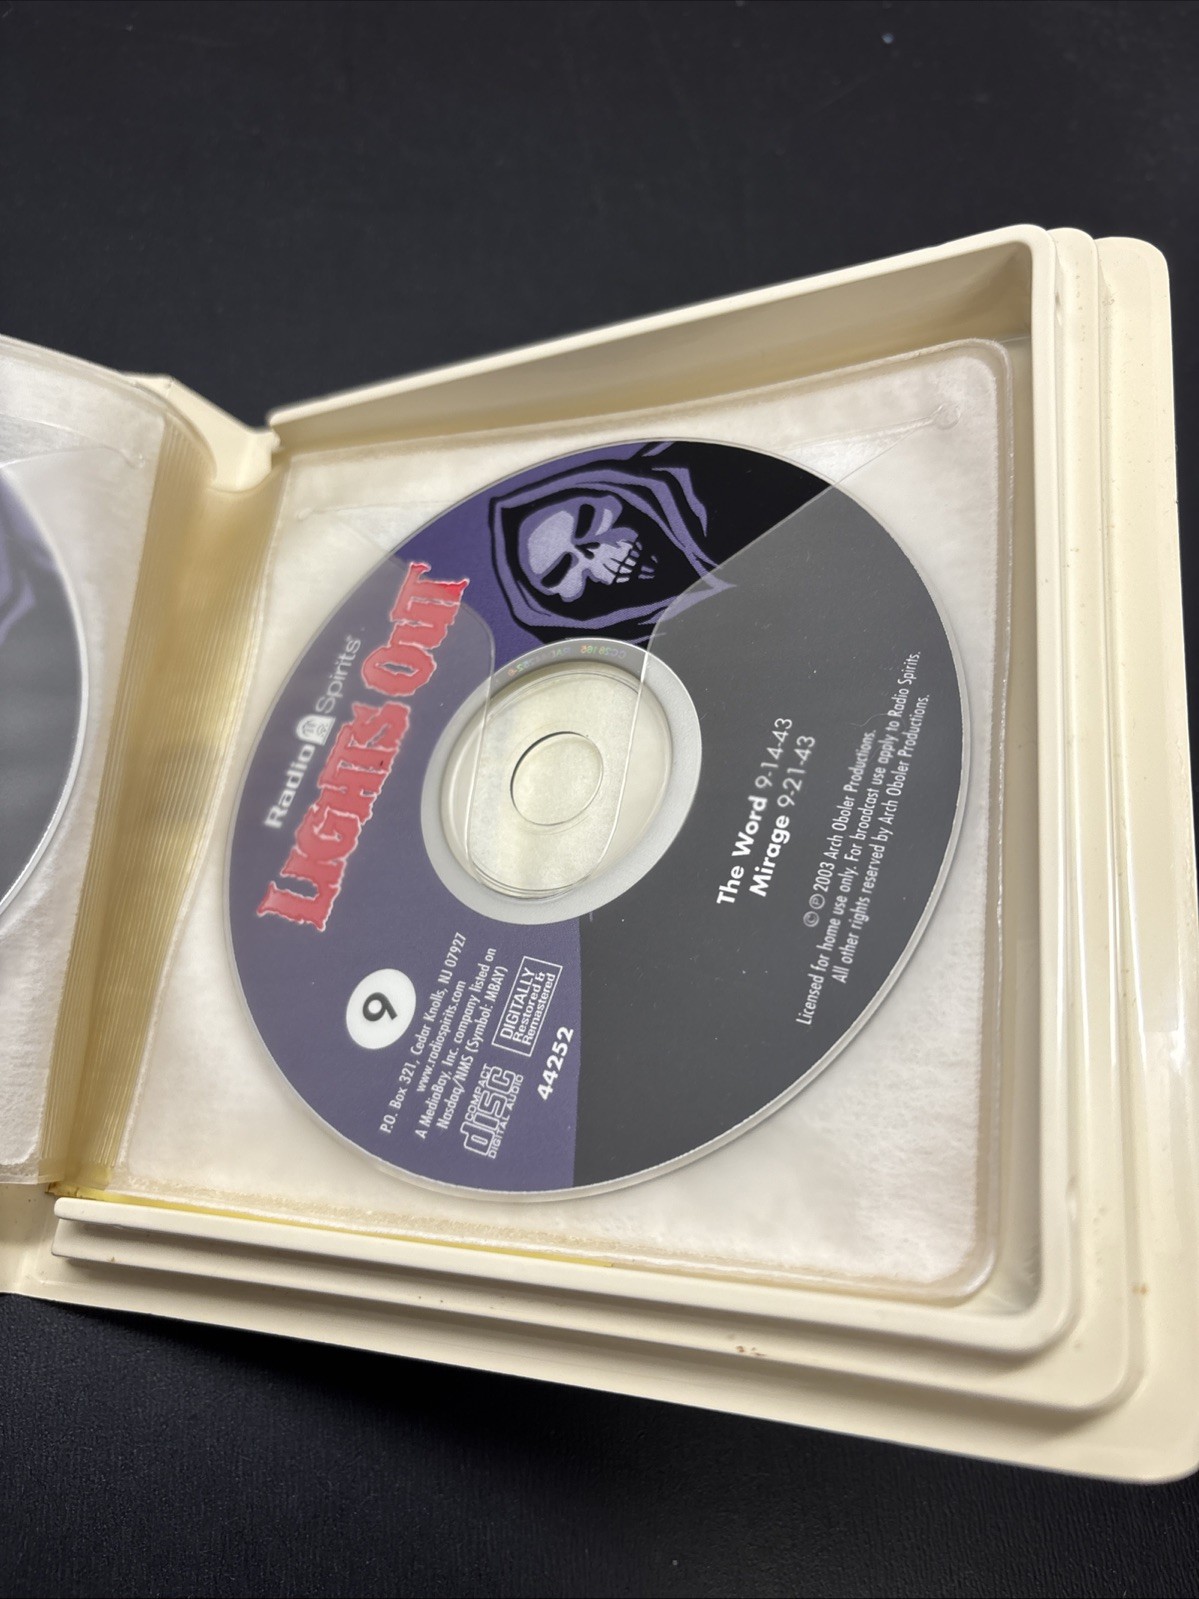 Radio Spirits®
LIGHTS OUT
9
P.O. Box 321, Cedar Knolls, NJ 07927
www.radiospirits.com
A MediaBay, Inc. company listed on
Nasdaq/NMS (Symbol: MBAY)
COMPACT
disc
DIGITAL AUDIO
DIGITALLY
Restored &
Remastered
44252
The Word 9-14-43
Mirage 9-21-43
© ℗ 2003 Arch Oboler Productions.
Licensed for home use only. For broadcast use apply to Radio Spirits.
All other rights reserved by Arch Oboler Productions.